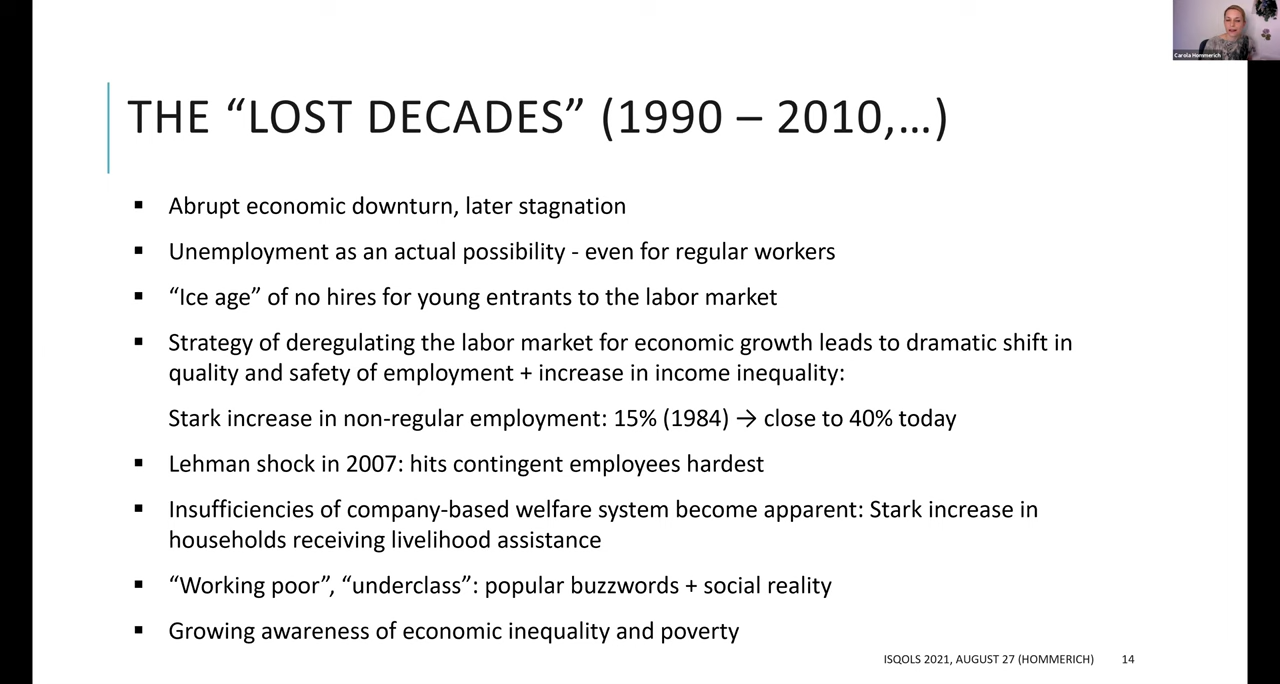 Carola Hommerich
THE “LOST DECADES” (1990 – 2010,…)
▪ Abrupt economic downturn, later stagnation
▪ Unemployment as an actual possibility - even for regular workers
▪ “Ice age” of no hires for young entrants to the labor market
▪ Strategy of deregulating the labor market for economic growth leads to dramatic shift in
quality and safety of employment + increase in income inequality:
Stark increase in non-regular employment: 15% (1984) → close to 40% today
▪ Lehman shock in 2007: hits contingent employees hardest
▪ Insufficiencies of company-based welfare system become apparent: Stark increase in
households receiving livelihood assistance
▪ “Working poor”, “underclass”: popular buzzwords + social reality
▪ Growing awareness of economic inequality and poverty
ISQOLS 2021, AUGUST 27 (HOMMERICH) 14